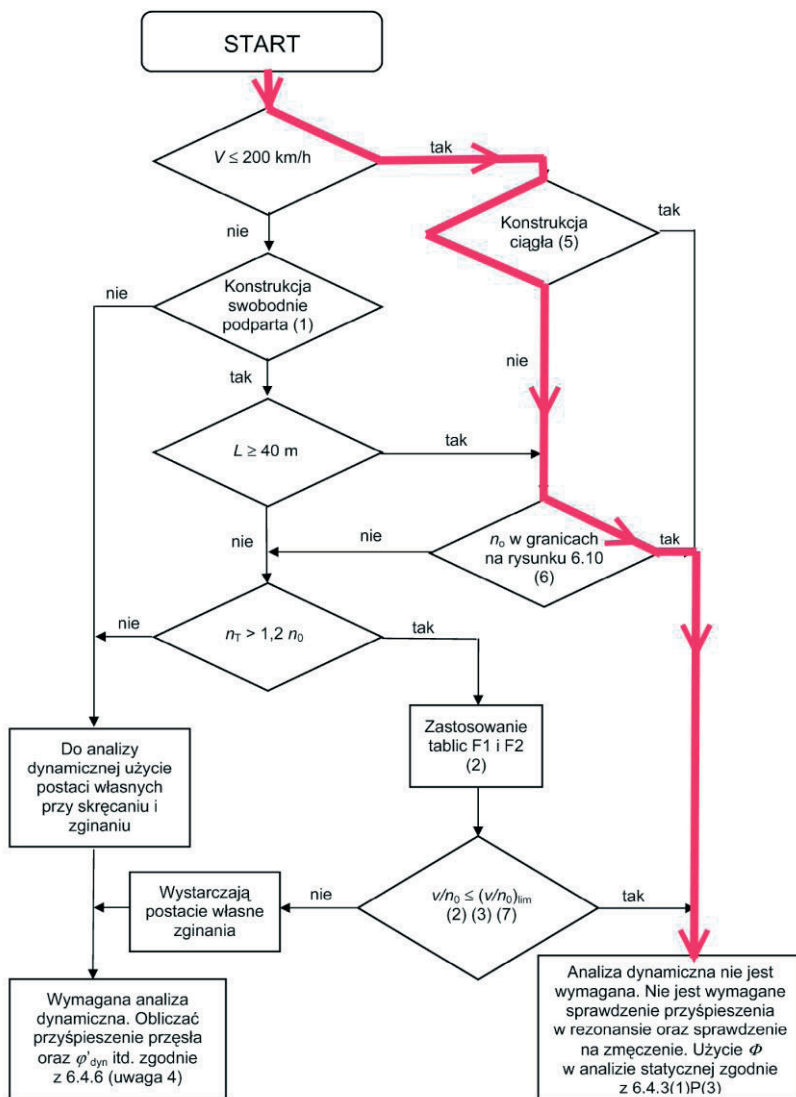 START
V ≤ 200 km/h
tak
nie
Konstrukcja
ciągła (5)
tak
nie
Konstrukcja
swobodnie
podparta (1)
nie
tak
L ≥ 40 m
tak
nie
nie
n₀ w granicach
na rysunku 6.10
(6)
tak
nie
n_T > 1,2 n₀
tak
Do analizy
dynamicznej użycie
postaci własnych
przy skręcaniu i
zginaniu
Zastosowanie
tablic F1 i F2
(2)
Wystarczają
postacie własne
zginania
nie
v/n₀ ≤ (v/n₀)lim
(2) (3) (7)
tak
Wymagana analiza
dynamiczna. Obliczać
przyśpieszenie przęsła
oraz φ'dyn itd. zgodnie
z 6.4.6 (uwaga 4)
Analiza dynamiczna nie jest
wymagana. Nie jest wymagane
sprawdzenie przyśpieszenia
w rezonansie oraz sprawdzenie
na zmęczenie. Użycie Φ
w analizie statycznej zgodnie
z 6.4.3(1)P(3)